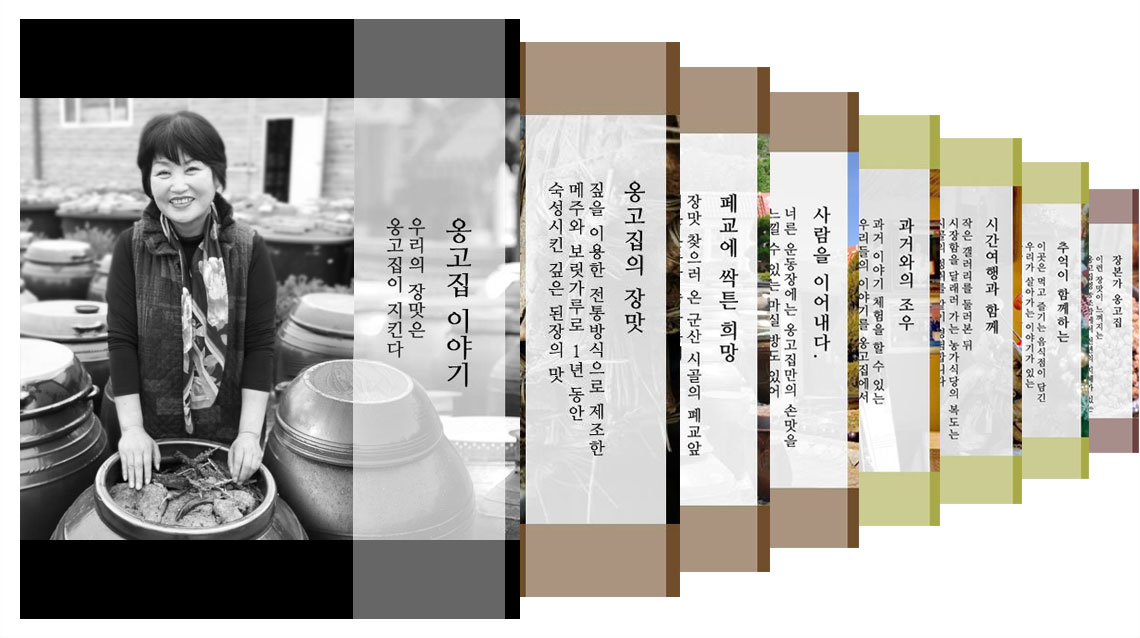 옹고집 이야기
우리의 장맛은
옹고집이 지킨다
옹고집의 장맛
짚을 이용한 전통방식으로 제조한
메주와 보릿가루로 1년 동안
숙성시킨 깊은 된장의 맛
폐교에 싹튼 희망
장맛 찾으러 온 군산 시골의 폐교앞
사람을 이어내다.
너른 운동장에는 옹고집만의 손맛을
느낄 수 있는 마실 방도 있어
과거와의 조우
과거 이야기 체험을 할 수 있는
우리들의 이야기를 옹고집에서
시간여행과 함께
작은 갤러리를 둘러본 뒤
시장함을 달래러 가는 농가식당의 복도는
추억이 함께하는
이곳은 먹고 즐기는 음식점이 담긴
우리가 살아가는 이야기가 있는
장본가 옹고집
이런 장맛이 느껴지는